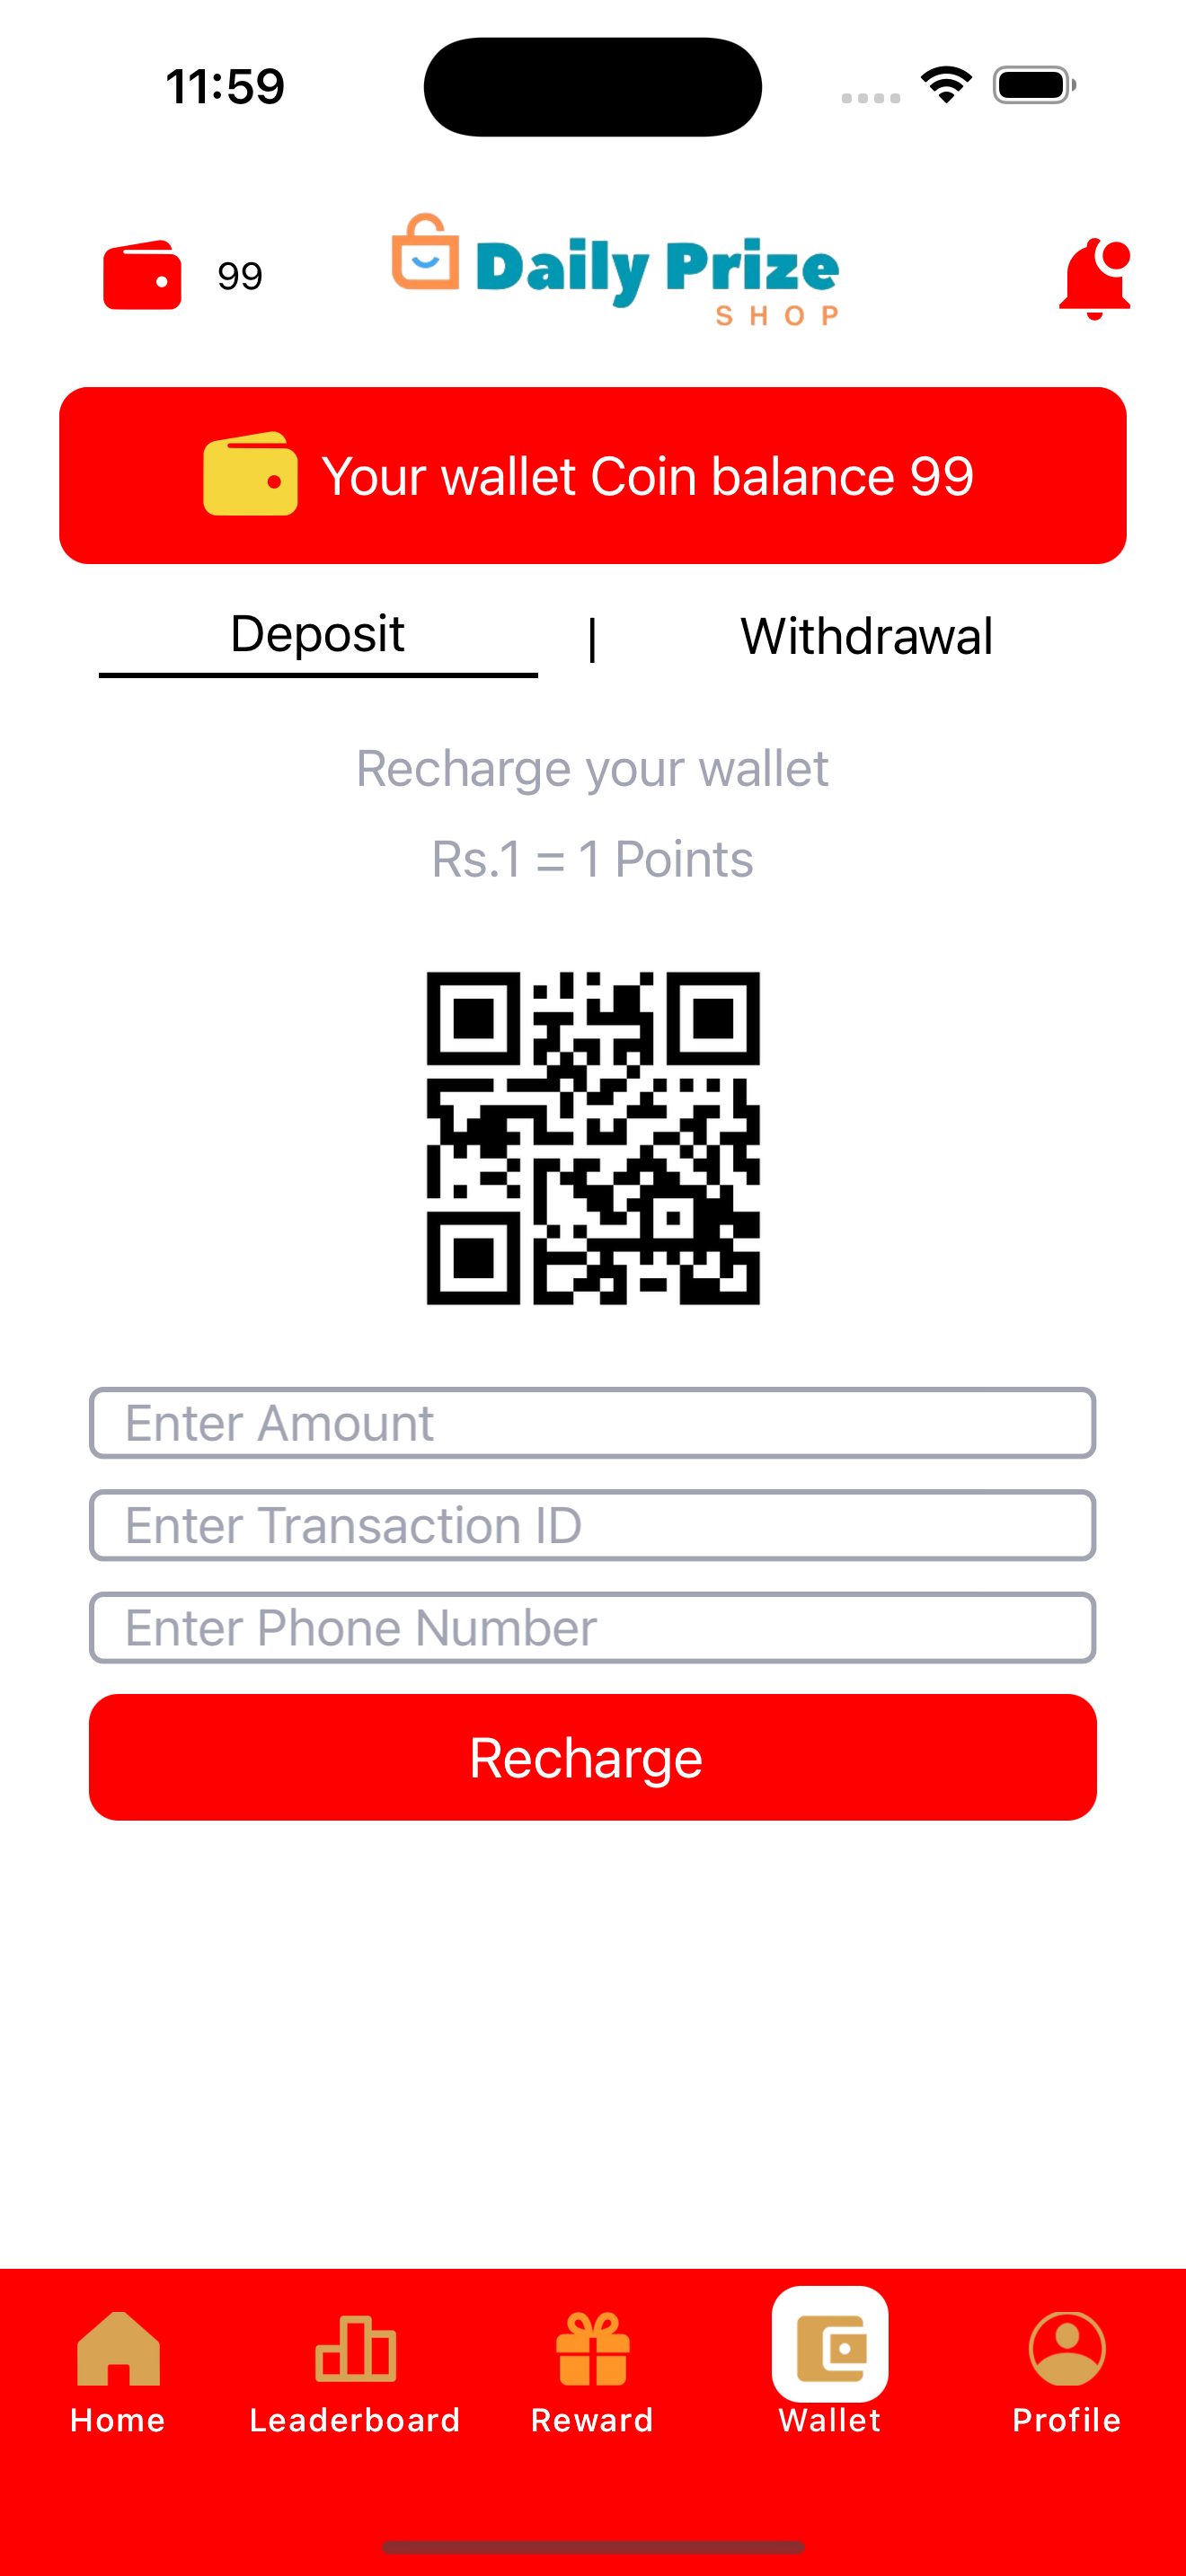 11:59
99
Daily Prize
SHOP
Your wallet Coin balance 99
Deposit | Withdrawal
Recharge your wallet
Rs.1 = 1 Points
Enter Amount
Enter Transaction ID
Enter Phone Number
Recharge
Home Leaderboard Reward Wallet Profile